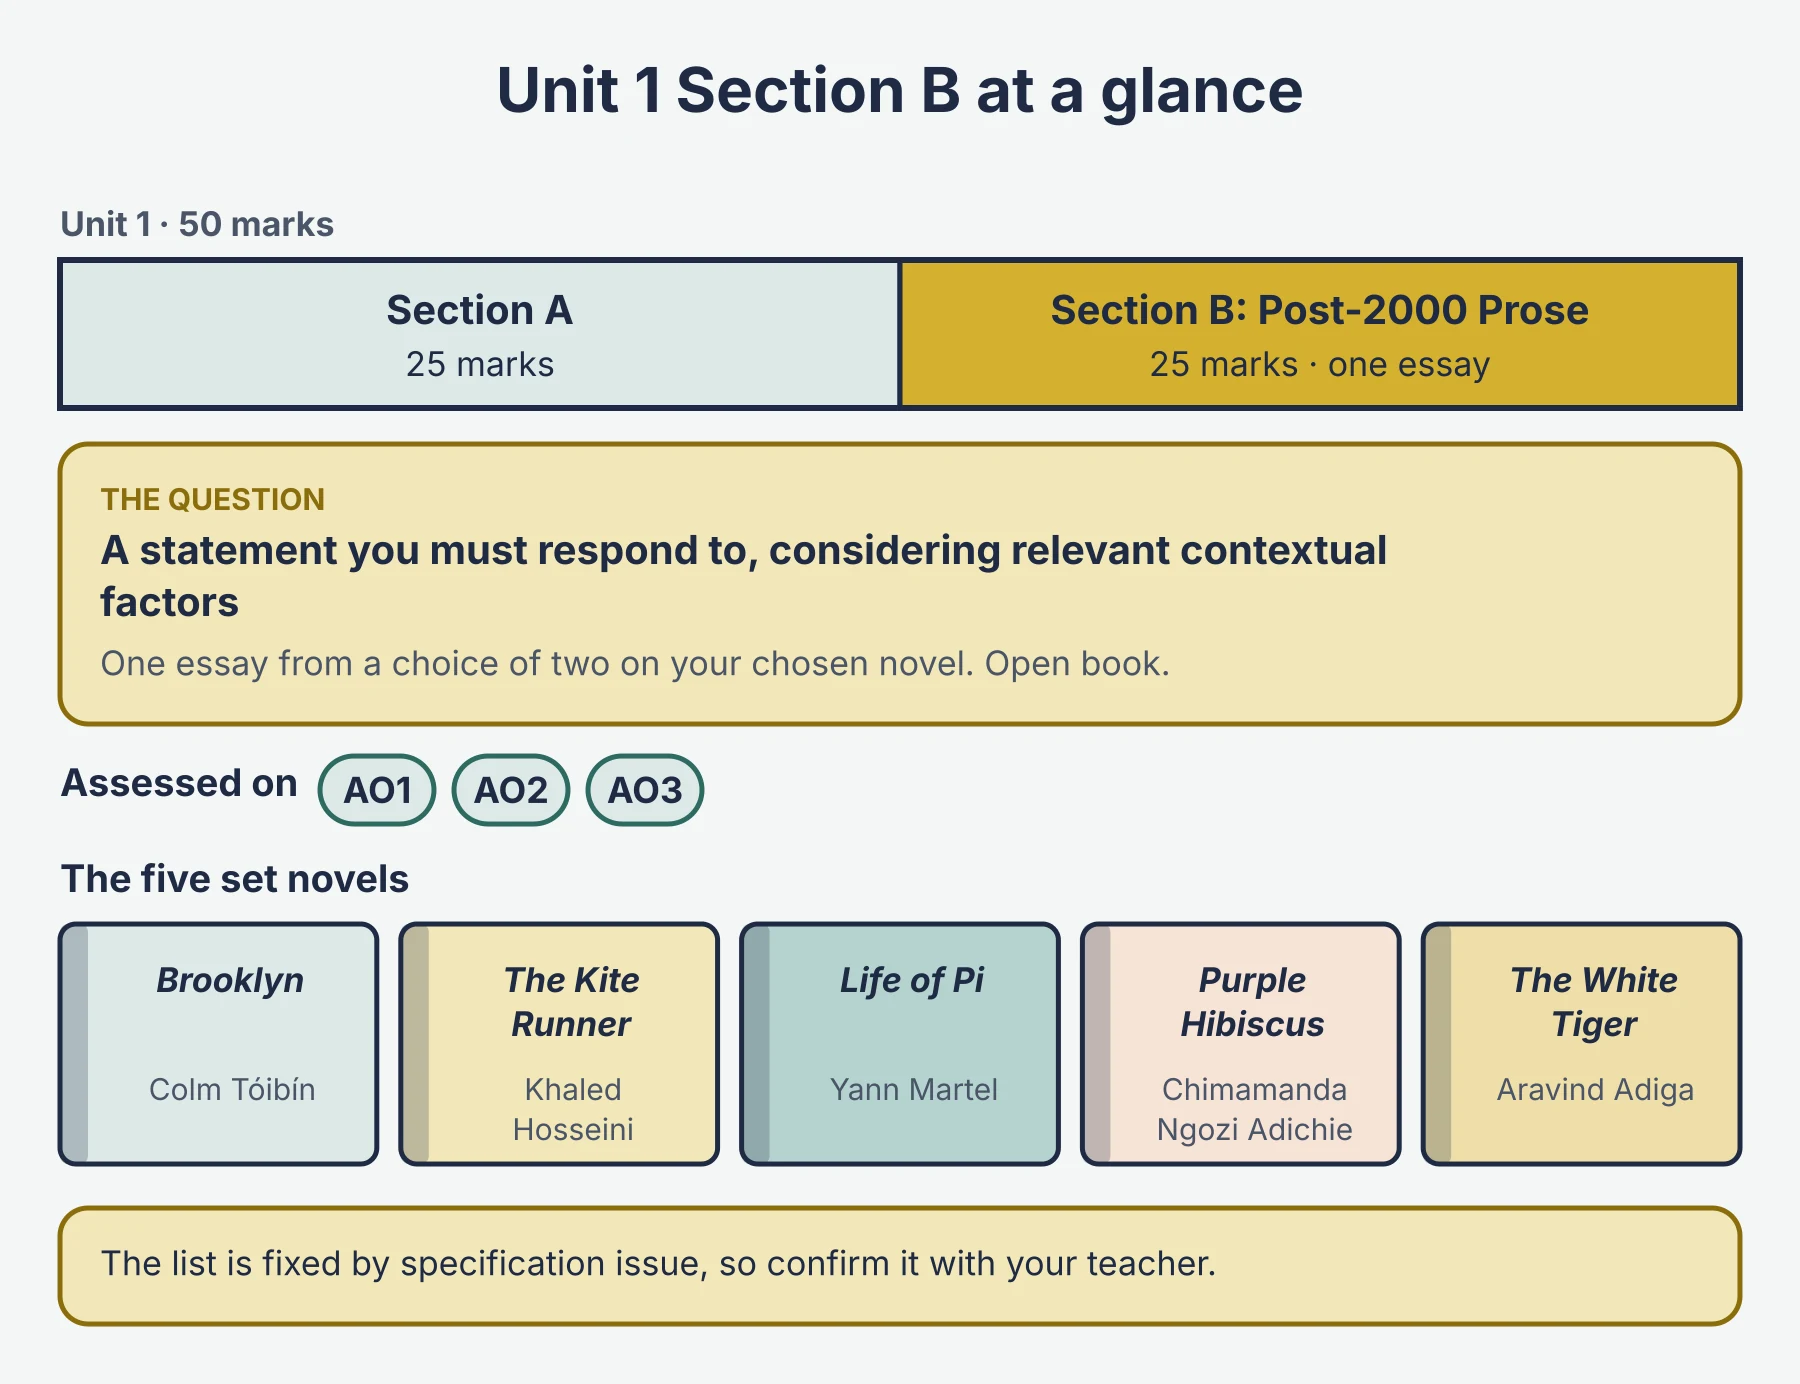 Unit 1 Section B at a glance
Unit 1 · 50 marks
Section A
25 marks
Section B: Post-2000 Prose
25 marks · one essay
THE QUESTION
A statement you must respond to, considering relevant contextual
factors
One essay from a choice of two on your chosen novel. Open book.
Assessed on AO1 AO2 AO3
The five set novels
Brooklyn
Colm Tóibín
The Kite
Runner
Khaled
Hosseini
Life of Pi
Yann Martel
Purple
Hibiscus
Chimamanda
Ngozi Adichie
The White
Tiger
Aravind Adiga
The list is fixed by specification issue, so confirm it with your teacher.